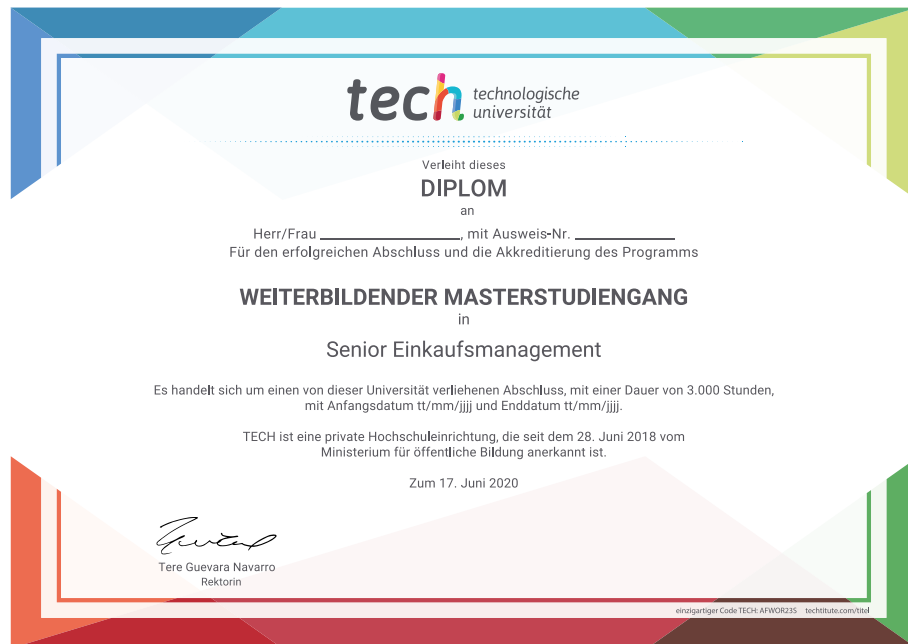 tech technologische
universität
Verleiht dieses
DIPLOM
an
Herr/Frau ____________________, mit Ausweis-Nr. ______________
Für den erfolgreichen Abschluss und die Akkreditierung des Programms
WEITERBILDENDER MASTERSTUDIENGANG
in
Senior Einkaufsmanagement
Es handelt sich um einen von dieser Universität verliehenen Abschluss, mit einer Dauer von 3.000 Stunden,
mit Anfangsdatum tt/mm/jjjj und Enddatum tt/mm/jjjj.
TECH ist eine private Hochschuleinrichtung, die seit dem 28. Juni 2018 vom
Ministerium für öffentliche Bildung anerkannt ist.
Zum 17. Juni 2020
Tere Guevara Navarro
Rektorin
einzigartiger Code TECH: AFWOR23S techtitute.com/titel